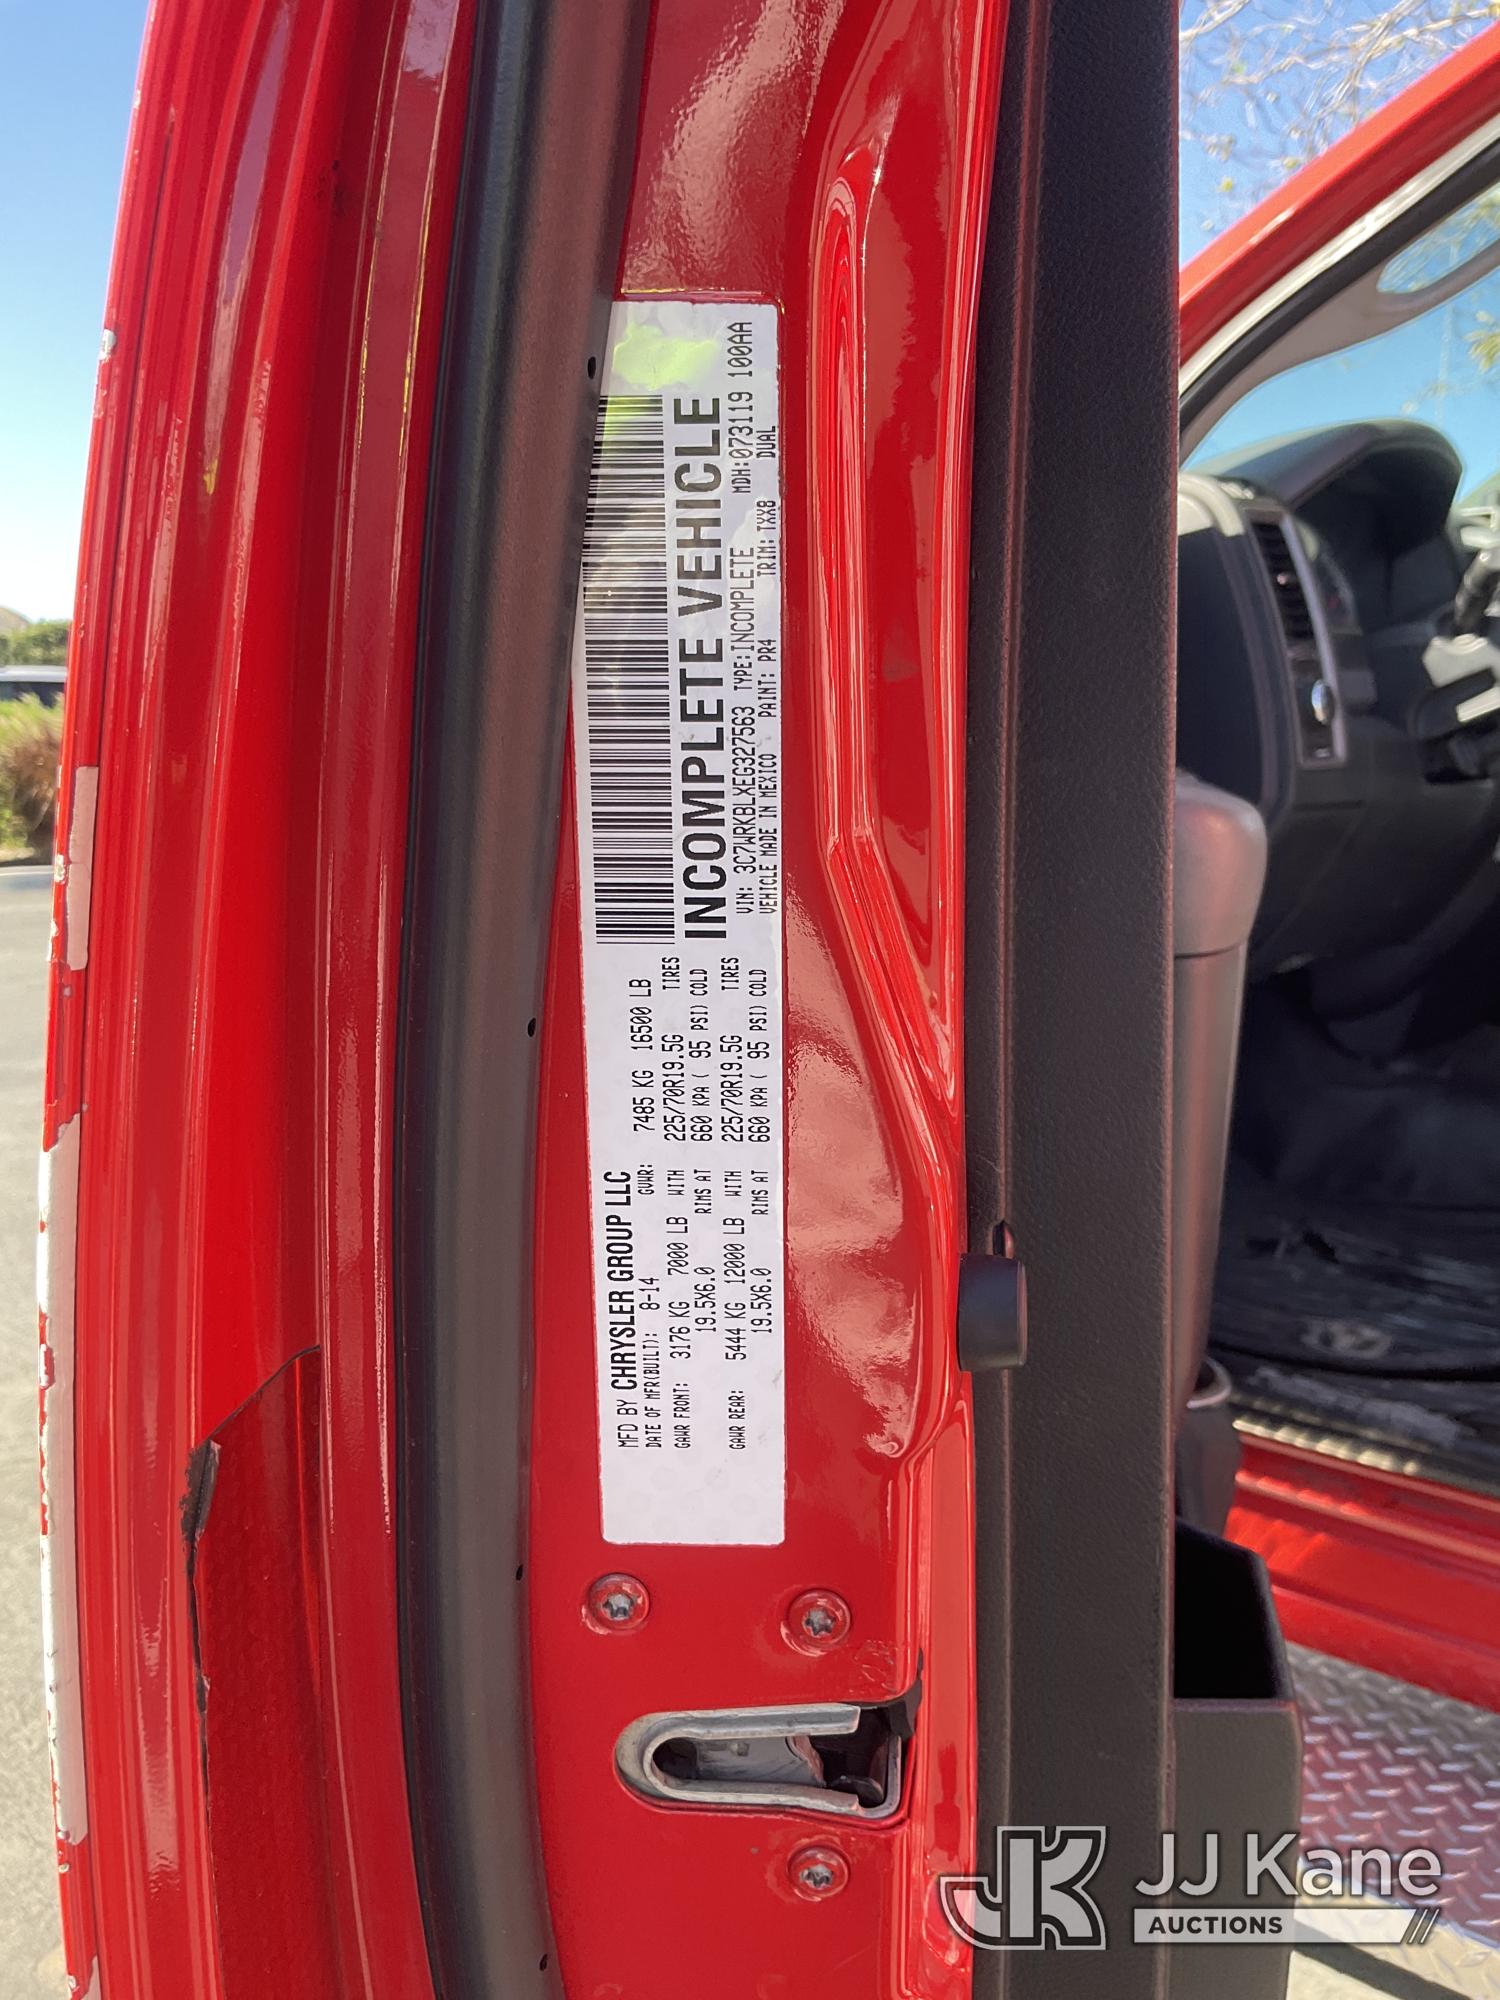 MFD BY CHRYSLER GROUP LLC
DATE OF MFR(BUILT): 8-14 GVWR: 7485 KG 16500 LB
GAWR FRONT: 3176 KG 7000 LB WITH 225/70R19.5G TIRES
19.5X6.0 RIMS AT 660 KPA ( 95 PSI) COLD
GAWR REAR: 5444 KG 12000 LB WITH 225/70R19.5G TIRES
19.5X6.0 RIMS AT 660 KPA ( 95 PSI) COLD
INCOMPLETE VEHICLE
VIN: 3C7WRKBLXEG327563 TYPE:INCOMPLETE MDH:073119 100AA
VEHICLE MADE IN MEXICO PAINT: PR4 TRIM: TXX8 DUAL
JK
JJ Kane
AUCTIONS